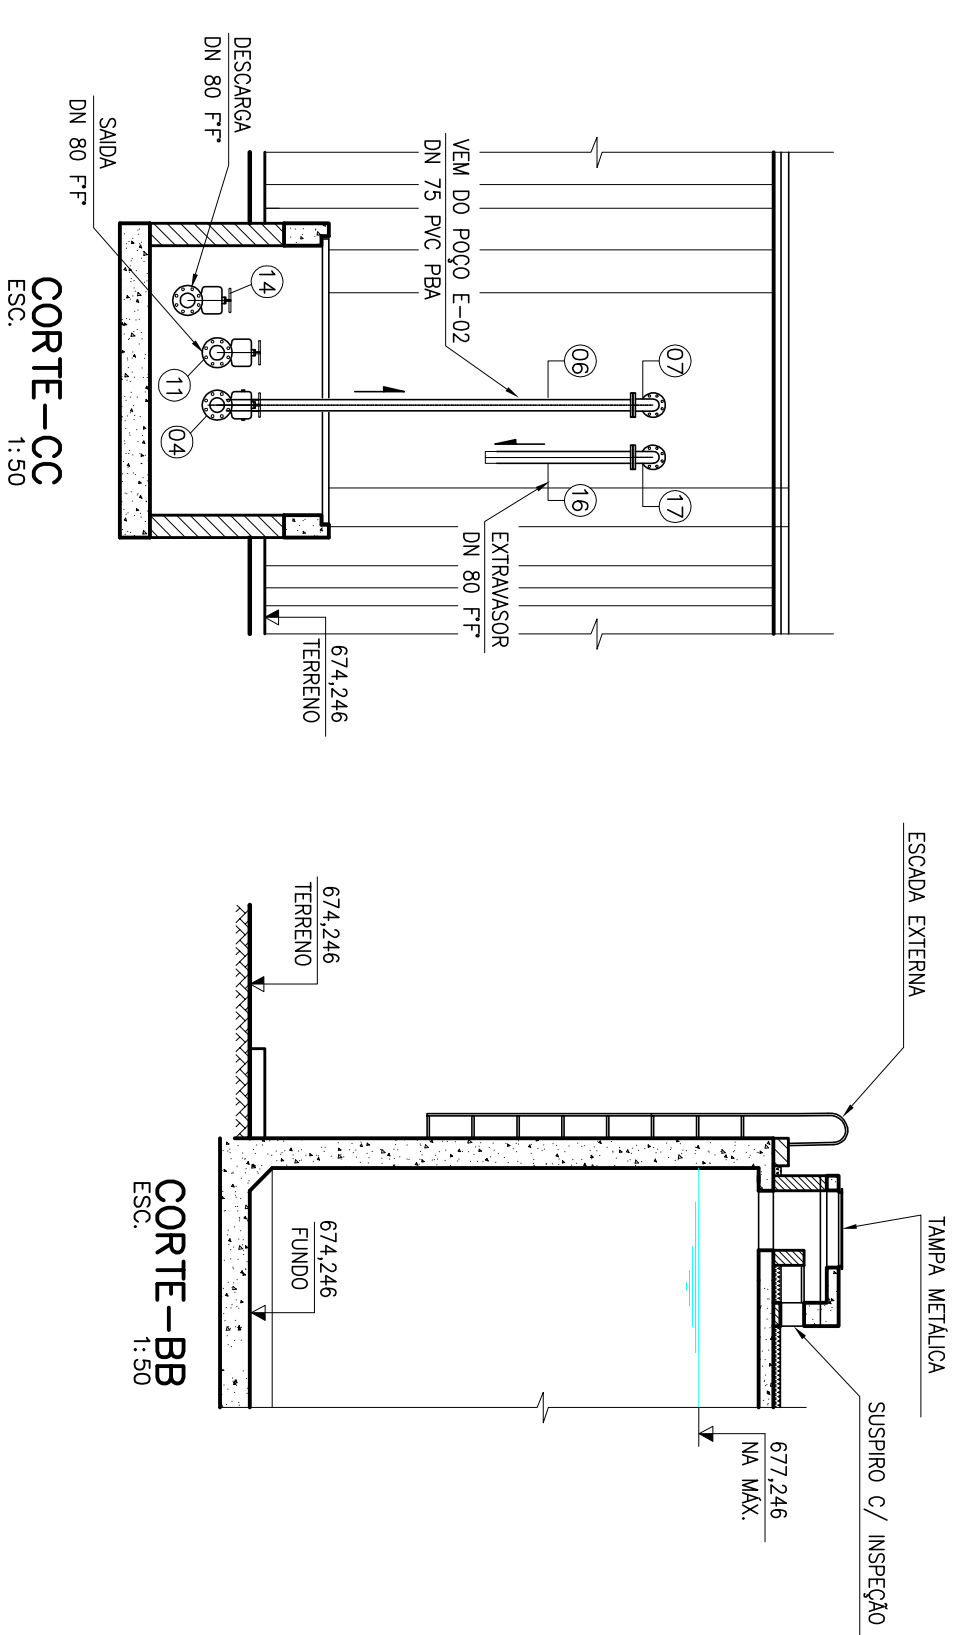 DESCARGA
DN 80 FºFº
SAIDA
DN 80 FºFº
VEM DO POÇO E-02
DN 75 PVC PBA
14
11
04
06
07
16
17
EXTRAVASOR
DN 80 FºFº
674,246
TERRENO
CORTE-CC
ESC. 1:50
ESCADA EXTERNA
TAMPA METÁLICA
SUSPIRO C/ INSPEÇÃO
674,246
TERRENO
674,246
FUNDO
677,246
NA MÁX.
CORTE-BB
ESC. 1:50